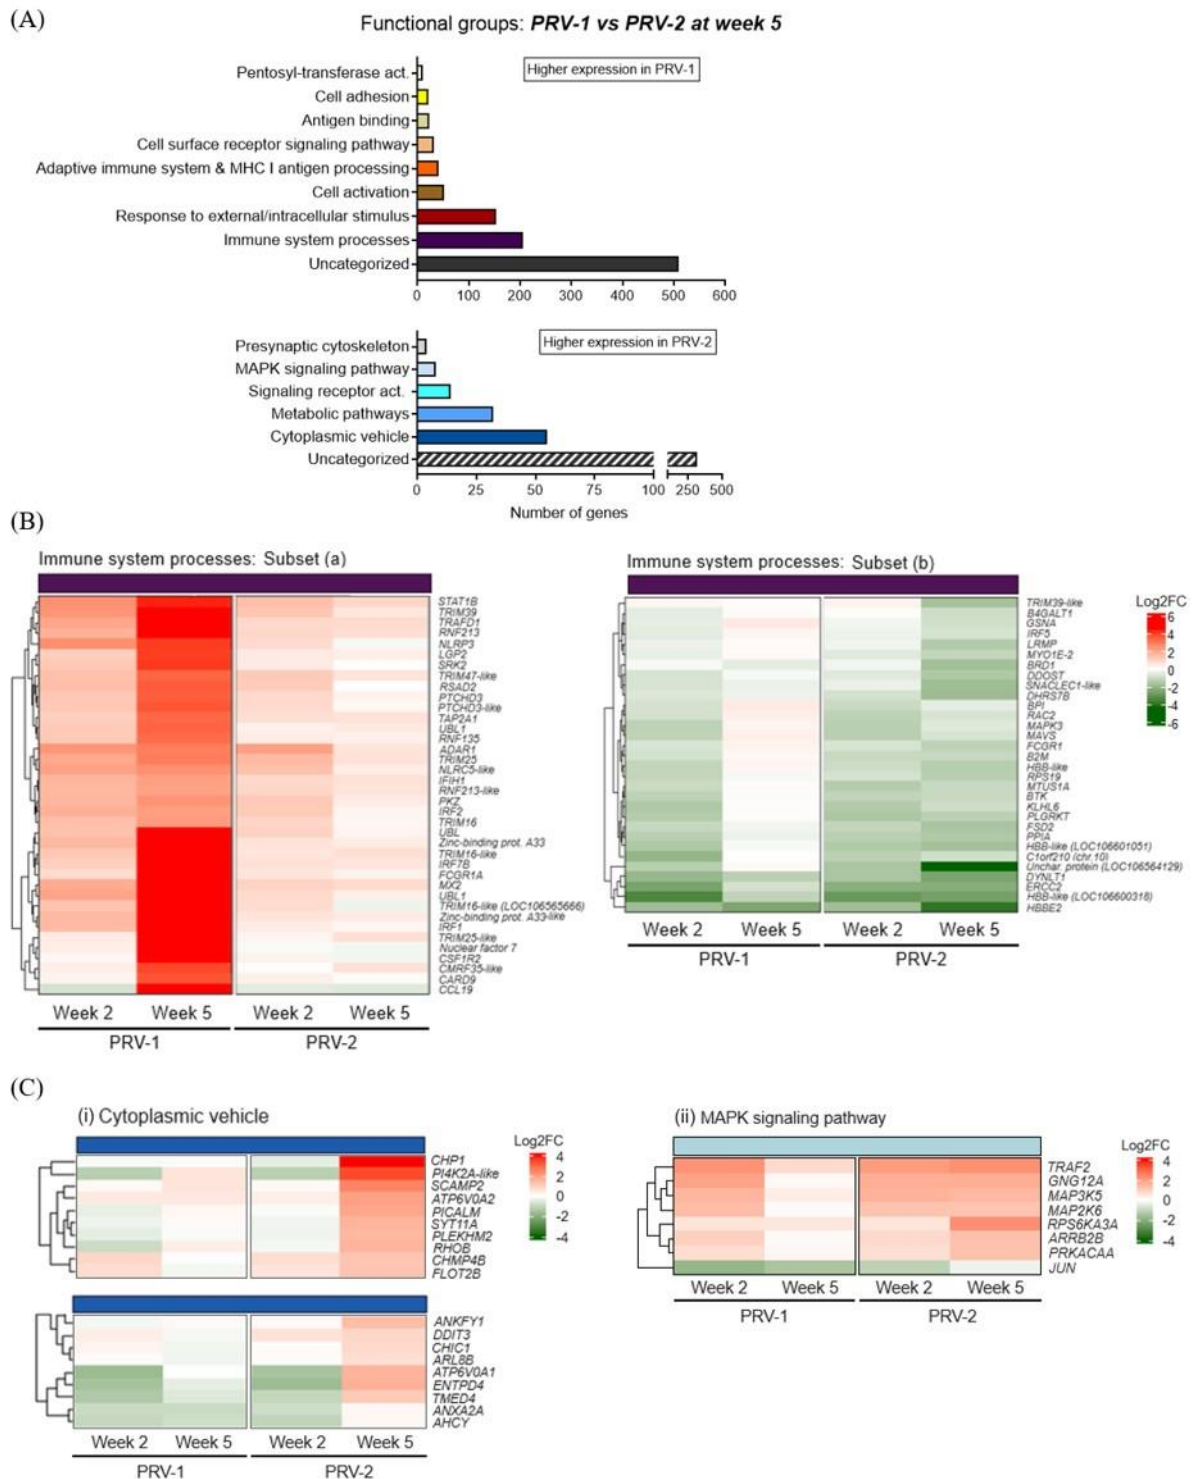 (A)
Functional groups: PRV-1 vs PRV-2 at week 5
Higher expression in PRV-1
Pentosyl-transferase act.
Cell adhesion
Antigen binding
Cell surface receptor signaling pathway
Adaptive immune system & MHC I antigen processing
Cell activation
Response to external/intracellular stimulus
Immune system processes
Uncategorized
0 100 200 300 400 500 600
Higher expression in PRV-2
Presynaptic cytoskeleton
MAPK signaling pathway
Signaling receptor act.
Metabolic pathways
Cytoplasmic vehicle
Uncategorized
0 25 50 75 100 250 500
Number of genes
(B)
Immune system processes: Subset (a)
STAT1B
TRIM39
TRAFD1
RNF213
NLRP3
LGP2
SRK2
TRIM47-like
RSAD2
PTCHD3
PTCHD3-like
TAP2A1
UBL1
RNF135
ADAR1
TRIM25
NLRC5-like
IFIH1
RNF213-like
PKZ
IRF2
TRIM16
UBL
Zinc-binding prot. A33
TRIM16-like
IRF7B
FCGR1A
MX2
UBL1
TRIM16-like (LOC106565666)
Zinc-binding prot. A33-like
IRF1
TRIM25-like
Nuclear factor 7
CSF1R2
CMRF35-like
CARD9
CCL19
Week 2 Week 5 Week 2 Week 5
PRV-1 PRV-2
Immune system processes: Subset (b)
TRIM39-like
B4GALT1
GSNA
IRF5
LRMP
MYO1E-2
BRD1
DDOST
SNACLEC1-like
DHRS7B
BPI
RAC2
MAPK3
MAVS
FCGR1
B2M
HBB-like
RPS19
MTUS1A
BTK
KLHL6
PLGRKT
FSD2
PPIA
HBB-like (LOC106601051)
C1orf210 (chr.10)
Unchar. protein (LOC106564129)
DYNLT1
ERCC2
HBB-like (LOC106600318)
HBBE2
Week 2 Week 5 Week 2 Week 5
PRV-1 PRV-2
Log2FC
6
4
2
0
-2
-4
-6
(C)
(i) Cytoplasmic vehicle
CHP1
PI4K2A-like
SCAMP2
ATP6V0A2
PICALM
SYT11A
PLEKHM2
RHOB
CHMP4B
FLOT2B
Log2FC
4
2
0
-2
-4
ANKFY1
DDIT3
CHIC1
ARL8B
ATP6V0A1
ENTPD4
TMED4
ANXA2A
AHCY
Week 2 Week 5 Week 2 Week 5
PRV-1 PRV-2
(ii) MAPK signaling pathway
TRAF2
GNG12A
MAP3K5
MAP2K6
RPS6KA3A
ARRB2B
PRKACAA
JUN
Week 2 Week 5 Week 2 Week 5
PRV-1 PRV-2
Log2FC
4
2
0
-2
-4